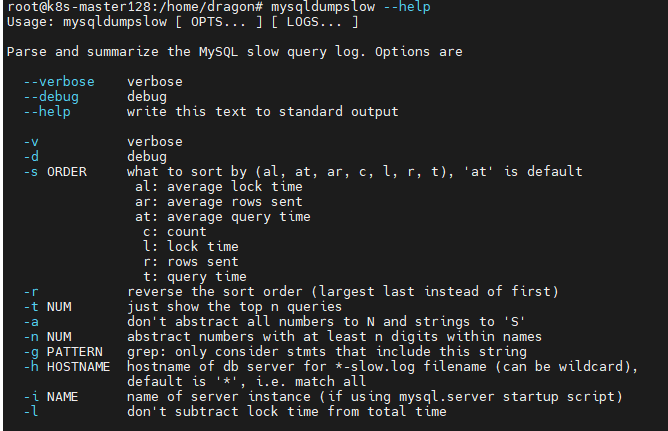 root@k8s-master128:/home/dragon# mysqldumpslow --help
Usage: mysqldumpslow [ OPTS... ] [ LOGS... ]

Parse and summarize the MySQL slow query log. Options are

  --verbose    verbose
  --debug      debug
  --help       write this text to standard output

  -v           verbose
  -d           debug
  -s ORDER     what to sort by (al, at, ar, c, l, r, t), 'at' is default
                al: average lock time
                ar: average rows sent
                at: average query time
                 c: count
                 l: lock time
                 r: rows sent
                 t: query time
  -r           reverse the sort order (largest last instead of first)
  -t NUM       just show the top n queries
  -a           don't abstract all numbers to N and strings to 'S'
  -n NUM       abstract numbers with at least n digits within names
  -g PATTERN   grep: only consider stmts that include this string
  -h HOSTNAME  hostname of db server for *-slow.log filename (can be wildcard),
               default is '*', i.e. match all
  -i NAME      name of server instance (if using mysql.server startup script)
  -l           don't subtract lock time from total time